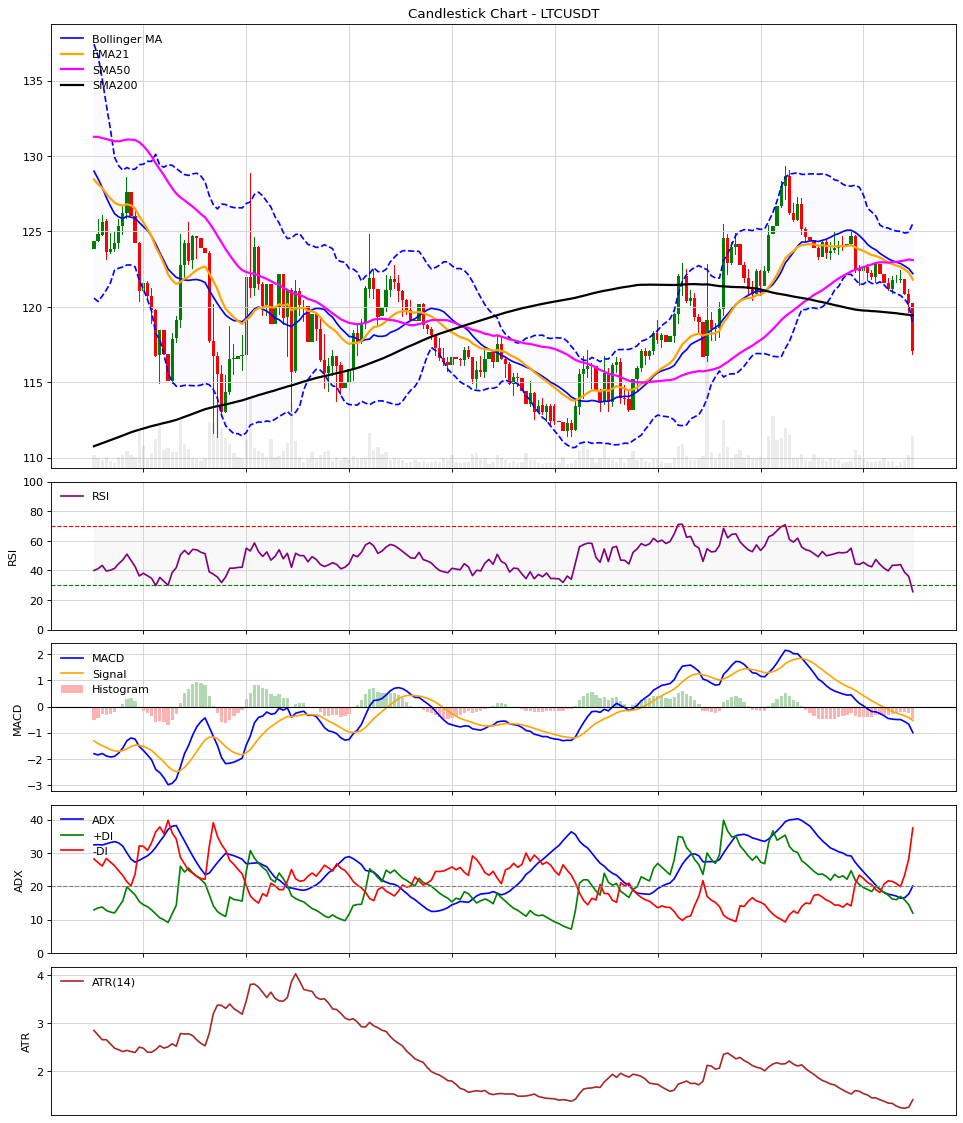 Candlestick Chart - LTCUSDT
Bollinger MA
EMA21
SMA50
SMA200
135
130
125
120
115
110
RSI
100
80
60
40
20
0
RSI
MACD
Signal
Histogram
2
1
0
−1
−2
−3
MACD
ADX
+DI
-DI
40
30
20
10
0
ADX
ATR(14)
4
3
2
ATR